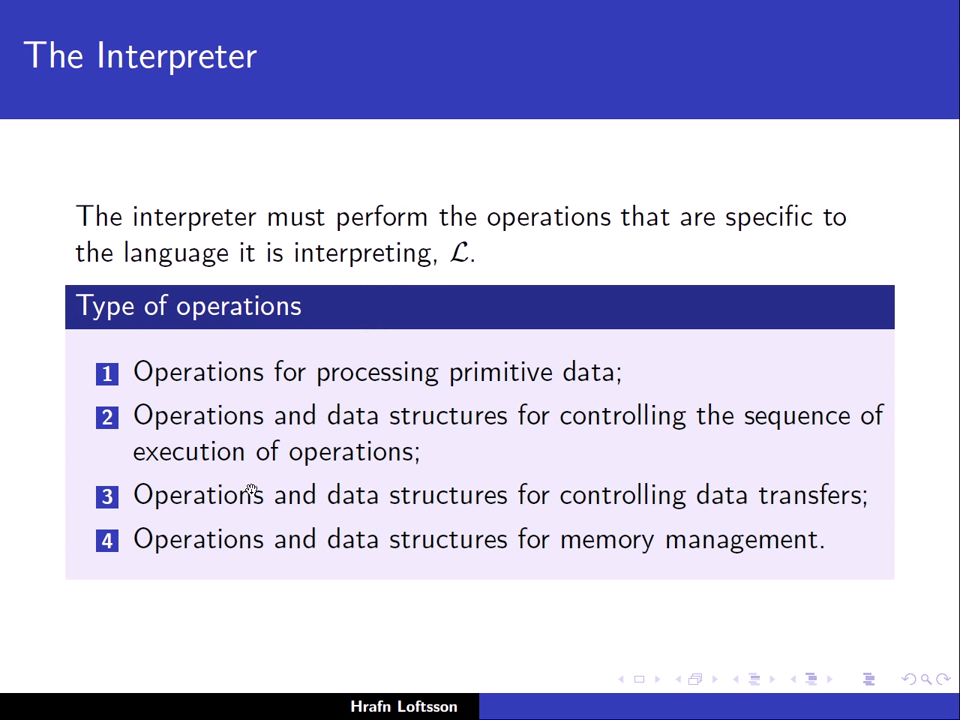 The Interpreter
The interpreter must perform the operations that are specific to
the language it is interpreting, ℒ.
Type of operations
1 Operations for processing primitive data;
2 Operations and data structures for controlling the sequence of
execution of operations;
3 Operations and data structures for controlling data transfers;
4 Operations and data structures for memory management.
Hrafn Loftsson